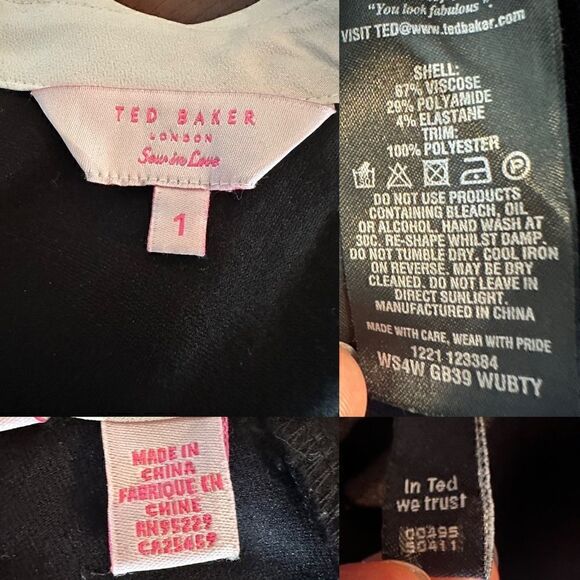 TED BAKER
LONDON
Sew in Love
1
"You look fabulous".
VISIT TED@www.tedbaker.com
SHELL:
67% VISCOSE
29% POLYAMIDE
4% ELASTANE
TRIM:
100% POLYESTER
DO NOT USE PRODUCTS
CONTAINING BLEACH, OIL
OR ALCOHOL. HAND WASH AT
30C. RE-SHAPE WHILST DAMP.
DO NOT TUMBLE DRY. COOL IRON
ON REVERSE. MAY BE DRY
CLEANED. DO NOT LEAVE IN
DIRECT SUNLIGHT.
MANUFACTURED IN CHINA
MADE WITH CARE, WEAR WITH PRIDE
1221 123384
WS4W GB39 WUBTY
MADE IN
CHINA
FABRIQUE EN
CHINE
RN95229
CA25459
In Ted
we trust
00495
50411